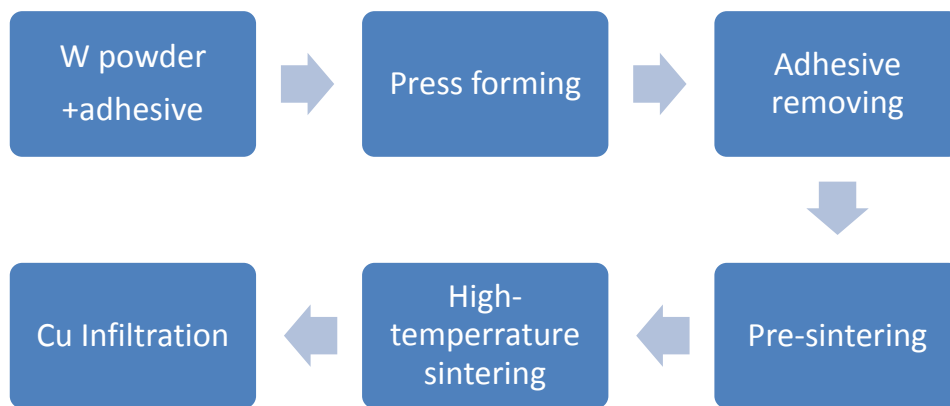 W powder
+adhesive
Press forming
Adhesive
removing
Pre-sintering
High-
temperrature
sintering
Cu Infiltration